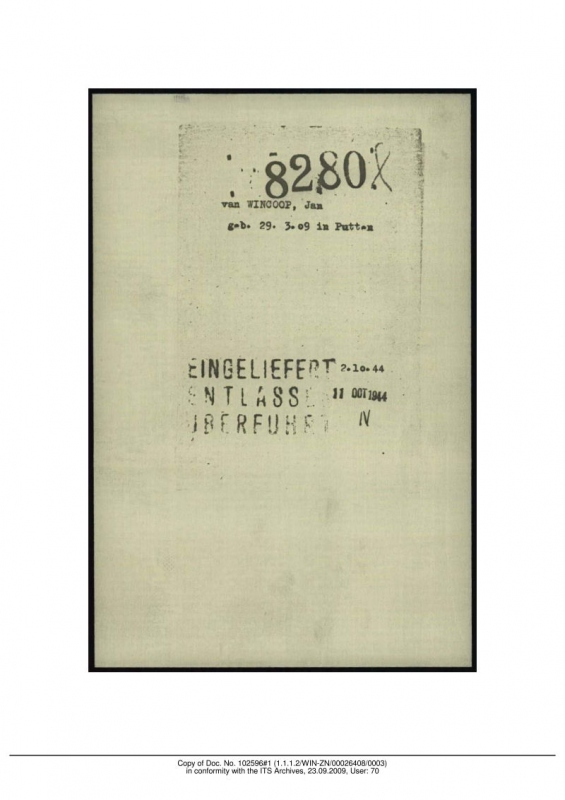 8280
van WINCOOP, Jan
geb. 29. 3.09 in Putten
EINGELIEFERT 2.10.44
ENTLASSEN 11 OCT 1944
ÜBERFÜHRT N
Copy of Doc. No. 102596#1 (1.1.1.2/WIN-ZN/00026408/0003)
in conformity with the ITS Archives, 23.09.2009, User: 70